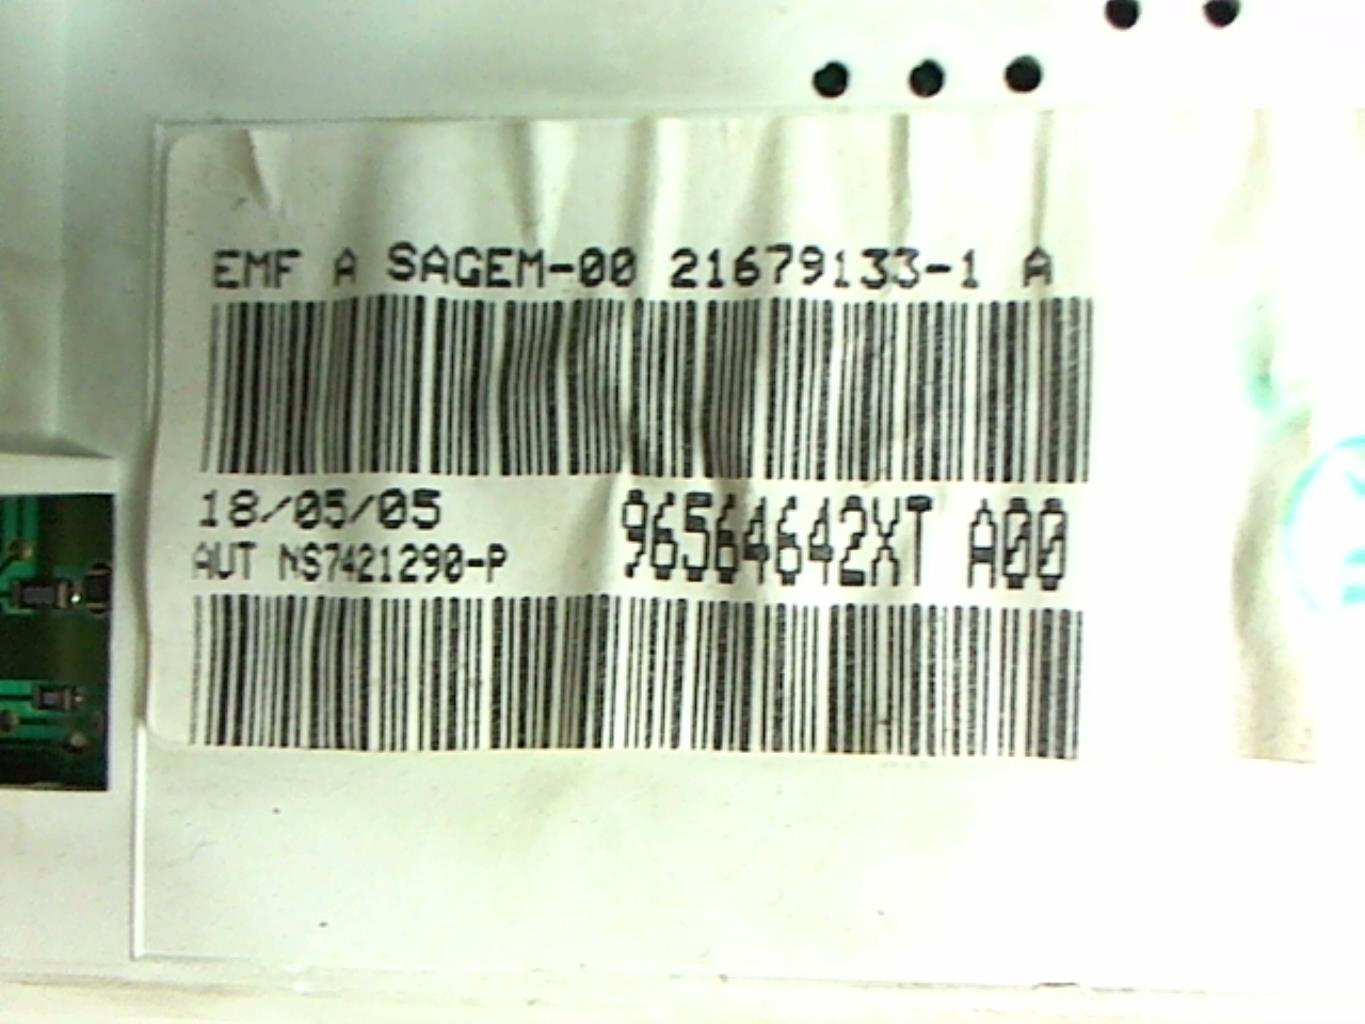 EMF A SAGEM-00 21679133-1 A
18/05/05
AUT NS7421290-P
96564642XT A00